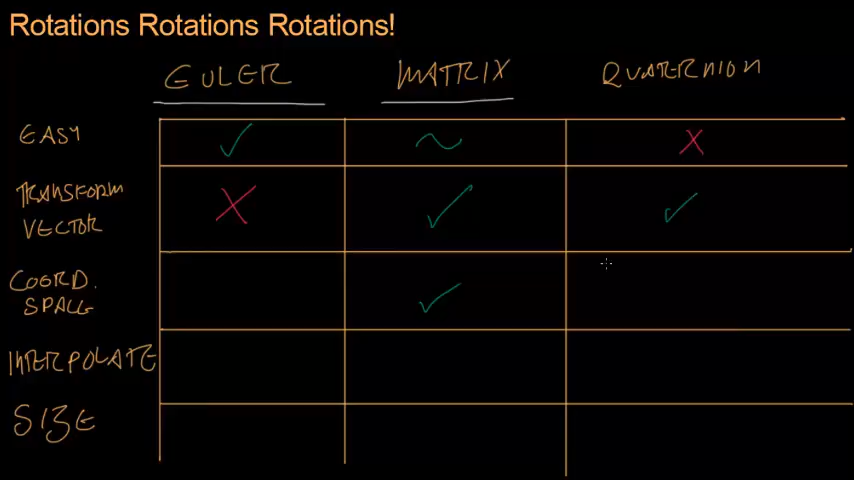 Rotations Rotations Rotations!
EULER MATRIX QUATERNION
EASY
TRANSFORM
VECTOR
COORD.
SPACE
INTERPOLATE
SIZE